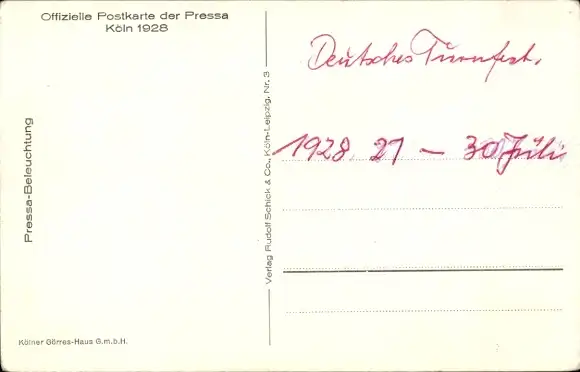 Offizielle Postkarte der Pressa
Köln 1928
Pressa-Beleuchtung
Kölner Görres-Haus G.m.b.H.
Verlag Rudolf Schick & Co., Köln-Leipzig, Nr. 3
Deutsches Turnfest.
1928 27 — 30 Juli